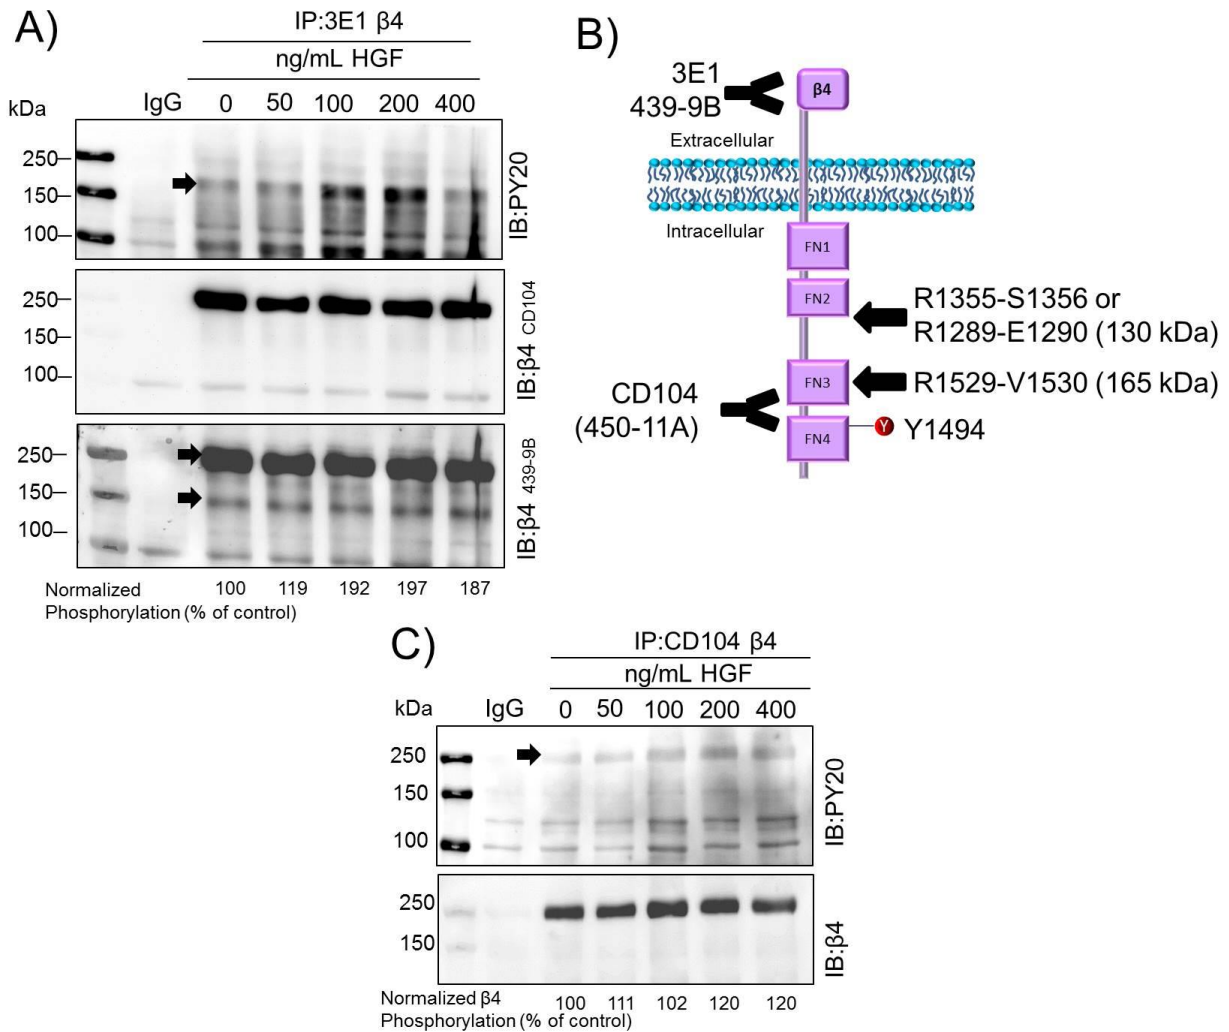 A)
IP:3E1 β4
ng/mL HGF
kDa
IgG 0 50 100 200 400
250
150
100
IB:PY20
250
150
100
IB:β4 CD104
250
150
100
IB:β4 439-9B
Normalized 100 119 192 197 187
Phosphorylation (% of control)
B)
3E1
439-9B
β4
Extracellular
Intracellular
FN1
FN2
R1355-S1356 or
R1289-E1290 (130 kDa)
FN3
R1529-V1530 (165 kDa)
CD104
(450-11A)
FN4
Y
Y1494
C)
IP:CD104 β4
ng/mL HGF
kDa IgG 0 50 100 200 400
250
150
100
IB:PY20
250
150
IB:β4
Normalized β4 100 111 102 120 120
Phosphorylation (% of control)